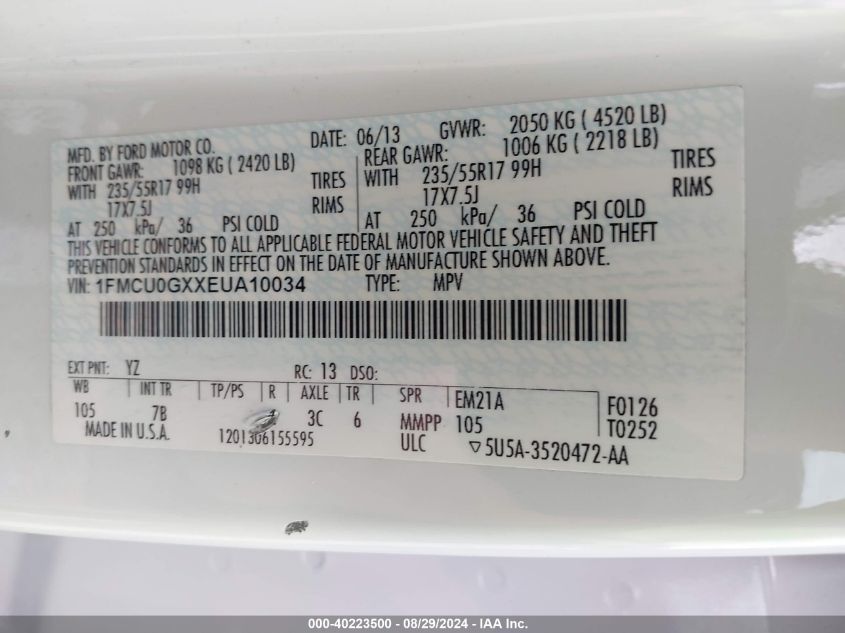 MFD. BY FORD MOTOR CO. DATE: 06/13 GVWR: 2050 KG ( 4520 LB)
FRONT GAWR: 1098 KG ( 2420 LB) REAR GAWR: 1006 KG ( 2218 LB)
WITH 235/55R17 99H TIRES WITH 235/55R17 99H TIRES
17X7.5J RIMS 17X7.5J RIMS
AT 250 kPa/ 36 PSI COLD AT 250 kPa/ 36 PSI COLD
THIS VEHICLE CONFORMS TO ALL APPLICABLE FEDERAL MOTOR VEHICLE SAFETY AND THEFT
PREVENTION STANDARDS IN EFFECT ON THE DATE OF MANUFACTURE SHOWN ABOVE.
VIN: 1FMCU0GXXEUA10034 TYPE: MPV
EXT PNT: YZ RC: 13 DSO:
WB INT TR TP/PS R AXLE TR SPR EM21A F0126
105 7B 3C 6 MMPP 105 T0252
MADE IN U.S.A. 1201306155595 ULC ▽5U5A-3520472-AA
000-40223500 - 08/29/2024 - IAA Inc.